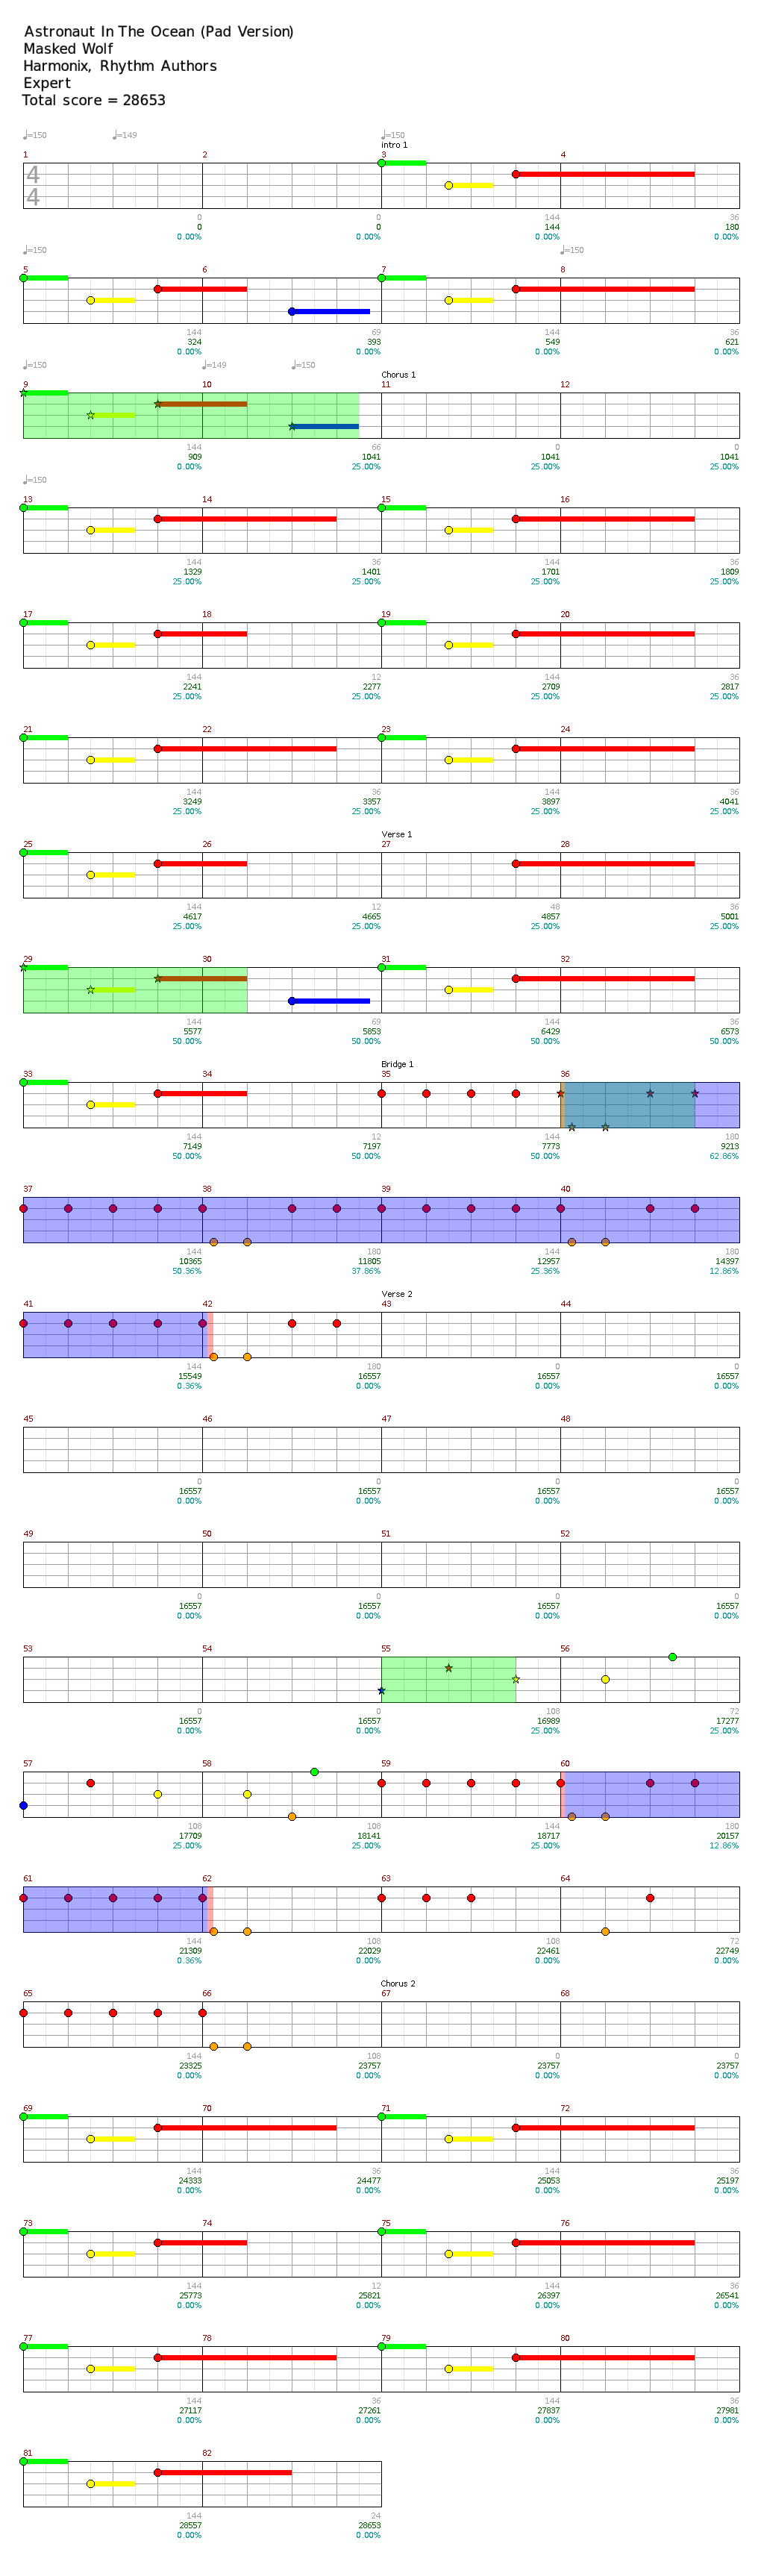 Astronaut In The Ocean (Pad Version)
Masked Wolf
Harmonix, Rhythm Authors
Expert
Total score = 28653
♩=150 ♩=149 ♩=150
intro 1
1 2 3 4
4
4
0 0 144 36
0 0 144 180
0.00% 0.00% 0.00% 0.00%
♩=150 ♩=150
5 6 7 8
144 69 144 36
324 393 549 621
0.00% 0.00% 0.00% 0.00%
♩=150 ♩=149 ♩=150
Chorus 1
9 10 11 12
144 66 0 0
909 1041 1041 1041
0.00% 25.00% 25.00% 25.00%
♩=150
13 14 15 16
144 36 144 36
1329 1401 1701 1809
25.00% 25.00% 25.00% 25.00%
17 18 19 20
144 12 144 36
2241 2277 2709 2817
25.00% 25.00% 25.00% 25.00%
21 22 23 24
144 36 144 36
3249 3357 3897 4041
25.00% 25.00% 25.00% 25.00%
Verse 1
25 26 27 28
144 12 48 36
4617 4665 4857 5001
25.00% 25.00% 25.00% 25.00%
29 30 31 32
144 69 144 36
5577 5853 6429 6573
50.00% 50.00% 50.00% 50.00%
Bridge 1
33 34 35 36
144 12 144 180
7149 7197 7773 9213
50.00% 50.00% 50.00% 62.86%
37 38 39 40
144 180 144 180
10365 11805 12957 14397
50.36% 37.86% 25.36% 12.86%
Verse 2
41 42 43 44
144 180 0 0
15549 16557 16557 16557
0.36% 0.00% 0.00% 0.00%
45 46 47 48
0 0 0 0
16557 16557 16557 16557
0.00% 0.00% 0.00% 0.00%
49 50 51 52
0 0 0 0
16557 16557 16557 16557
0.00% 0.00% 0.00% 0.00%
53 54 55 56
0 0 108 72
16557 16557 16989 17277
0.00% 0.00% 25.00% 25.00%
57 58 59 60
108 108 144 180
17709 18141 18717 20157
25.00% 25.00% 25.00% 12.86%
61 62 63 64
144 108 108 72
21309 22029 22461 22749
0.36% 0.00% 0.00% 0.00%
Chorus 2
65 66 67 68
144 108 0 0
23325 23757 23757 23757
0.00% 0.00% 0.00% 0.00%
69 70 71 72
144 36 144 36
24333 24477 25053 25197
0.00% 0.00% 0.00% 0.00%
73 74 75 76
144 12 144 36
25773 25821 26397 26541
0.00% 0.00% 0.00% 0.00%
77 78 79 80
144 36 144 36
27117 27261 27837 27981
0.00% 0.00% 0.00% 0.00%
81 82
144 24
28557 28653
0.00% 0.00%